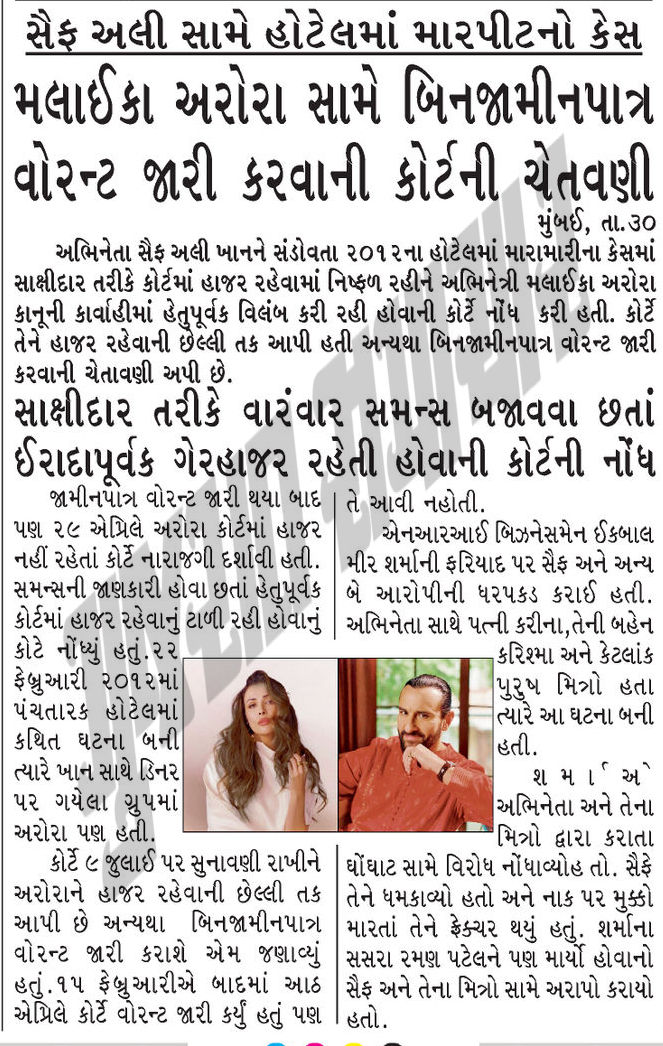 સૈફ અલી સામે હોટેલમાં મારપીટનો કેસ
મલાઈકા અરોરા સામે બિનજામીનપાત્ર
વોરન્ટ જારી કરવાની કોર્ટની ચેતવણી
મુંબઈ, તા.૩૦
અભિનેતા સૈફ અલી ખાનને સંડોવતા ૨૦૧૨ના હોટેલમાં મારામારીના કેસમાં
સાક્ષીદાર તરીકે કોર્ટમાં હાજર રહેવામાં નિષ્ફળ રહીને અભિનેત્રી મલાઈકા અરોરા
કાનૂની કાર્વાહીમાં હેતુપૂર્વક વિલંબ કરી રહી હોવાની કોર્ટે નોંધ કરી હતી. કોર્ટે
તેને હાજર રહેવાની છેલ્લી તક આપી હતી અન્યથા બિનજામીનપાત્ર વોરન્ટ જારી
કરવાની ચેતાવણી અપી છે.
સાક્ષીદાર તરીકે વારંવાર સમન્સ બજાવવા છતાં
ઈરાદાપૂર્વક ગેરહાજર રહેતી હોવાની કોર્ટની નોંધ
જામીનપાત્ર વોરન્ટ જારી થયા બાદ
પણ ૨૯ એપ્રિલે અરોરા કોર્ટમાં હાજર
નહીં રહેતાં કોર્ટે નારાજગી દર્શાવી હતી.
સમન્સની જાણકારી હોવા છતાં હેતુપૂર્વક
કોર્ટમાં હાજર રહેવાનું ટાળી રહી હોવાનું
કોર્ટે નોંધ્યું હતું.૨૨
ફેબ્રુઆરી ૨૦૧૨માં
પંચતારક હોટેલમાં
કથિત ઘટના બની
ત્યારે ખાન સાથે ડિનર
પર ગયેલા ગ્રુપમાં
અરોરા પણ હતી.
કોર્ટે ૯ જુલાઈ પર સુનાવણી રાખીને
અરોરાને હાજર રહેવાની છેલ્લી તક
આપી છે અન્યથા બિનજામીનપાત્ર
વોરન્ટ જારી કરાશે એમ જણાવ્યું
હતું.૧૫ ફેબ્રુઆરીએ બાદમાં આઠ
એપ્રિલે કોર્ટે વોરન્ટ જારી કર્યું હતું પણ
તે આવી નહોતી.
એનઆરઆઈ બિઝનેસમેન ઈકબાલ
મીર શર્માની ફરિયાદ પર સૈફ અને અન્ય
બે આરોપીની ધરપકડ કરાઈ હતી.
અભિનેતા સાથે પત્ની કરીના,તેની બહેન
કરિશ્મા અને કેટલાંક
પુરુષ મિત્રો હતા
ત્યારે આ ઘટના બની
હતી.
શર્માએ
અભિનેતા અને તેના
મિત્રો દ્વારા કરાતા
ઘોંઘાટ સામે વિરોધ નોંધાવ્યોહ તો. સૈફે
તેને ધમકાવ્યો હતો અને નાક પર મુક્કો
મારતાં તેને ફ્રેક્ચર થયું હતું. શર્માના
સસરા રમણ પટેલને પણ માર્યો હોવાનો
સૈફ અને તેના મિત્રો સામે અરાપો કરાયો
હતો.